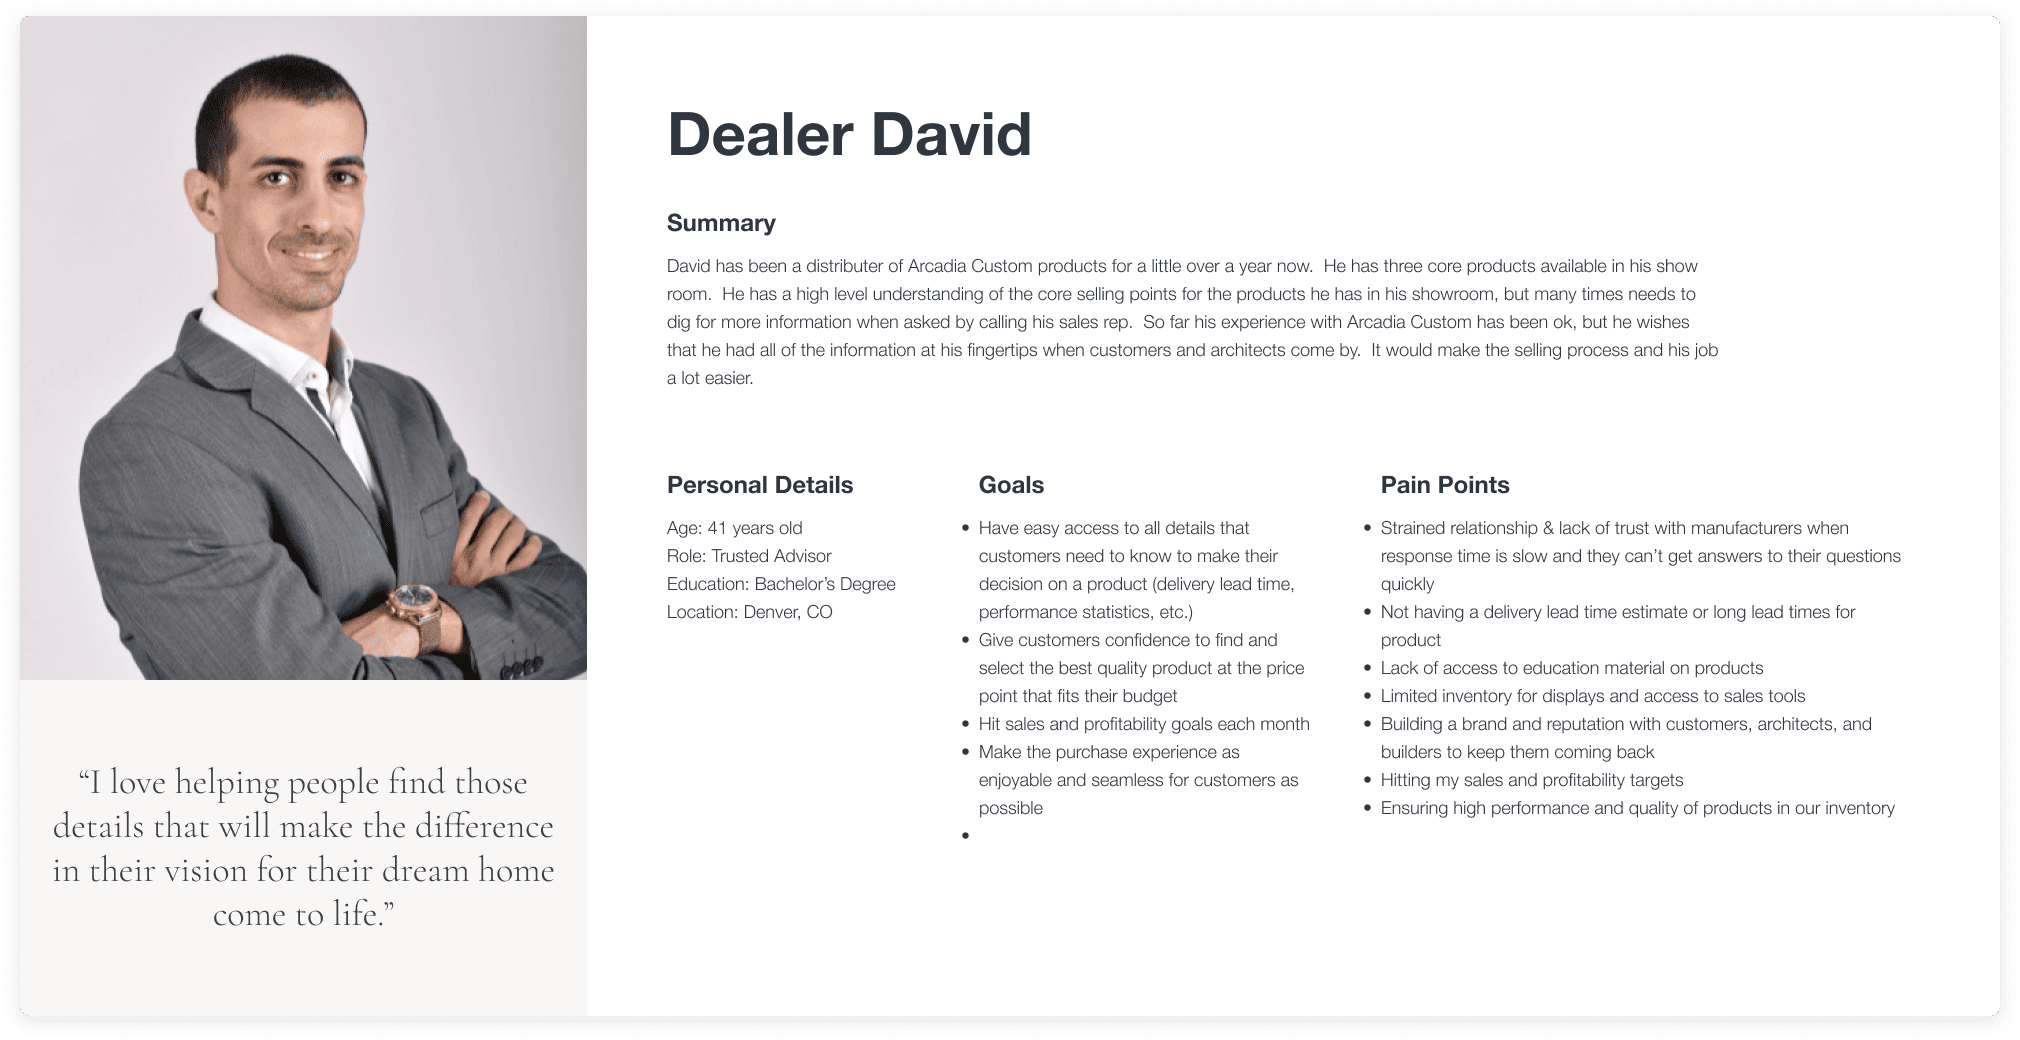 Dealer David
Summary
David has been a distributer of Arcadia Custom products for a little over a year now.  He has three core products available in his show
room.  He has a high level understanding of the core selling points for the products he has in his showroom, but many times needs to
dig for more information when asked by calling his sales rep.  So far his experience with Arcadia Custom has been ok, but he wishes
that he had all of the information at his fingertips when customers and architects come by.  It would make the selling process and his job
a lot easier.
Personal Details
Age: 41 years old
Role: Trusted Advisor
Education: Bachelor’s Degree
Location: Denver, CO
Goals
• Have easy access to all details that
customers need to know to make their
decision on a product (delivery lead time,
performance statistics, etc.)
• Give customers confidence to find and
select the best quality product at the price
point that fits their budget
• Hit sales and profitability goals each month
• Make the purchase experience as
enjoyable and seamless for customers as
possible
•
Pain Points
• Strained relationship & lack of trust with manufacturers when
response time is slow and they can’t get answers to their questions
quickly
• Not having a delivery lead time estimate or long lead times for
product
• Lack of access to education material on products
• Limited inventory for displays and access to sales tools
• Building a brand and reputation with customers, architects, and
builders to keep them coming back
• Hitting my sales and profitability targets
• Ensuring high performance and quality of products in our inventory
“I love helping people find those
details that will make the difference
in their vision for their dream home
come to life.”